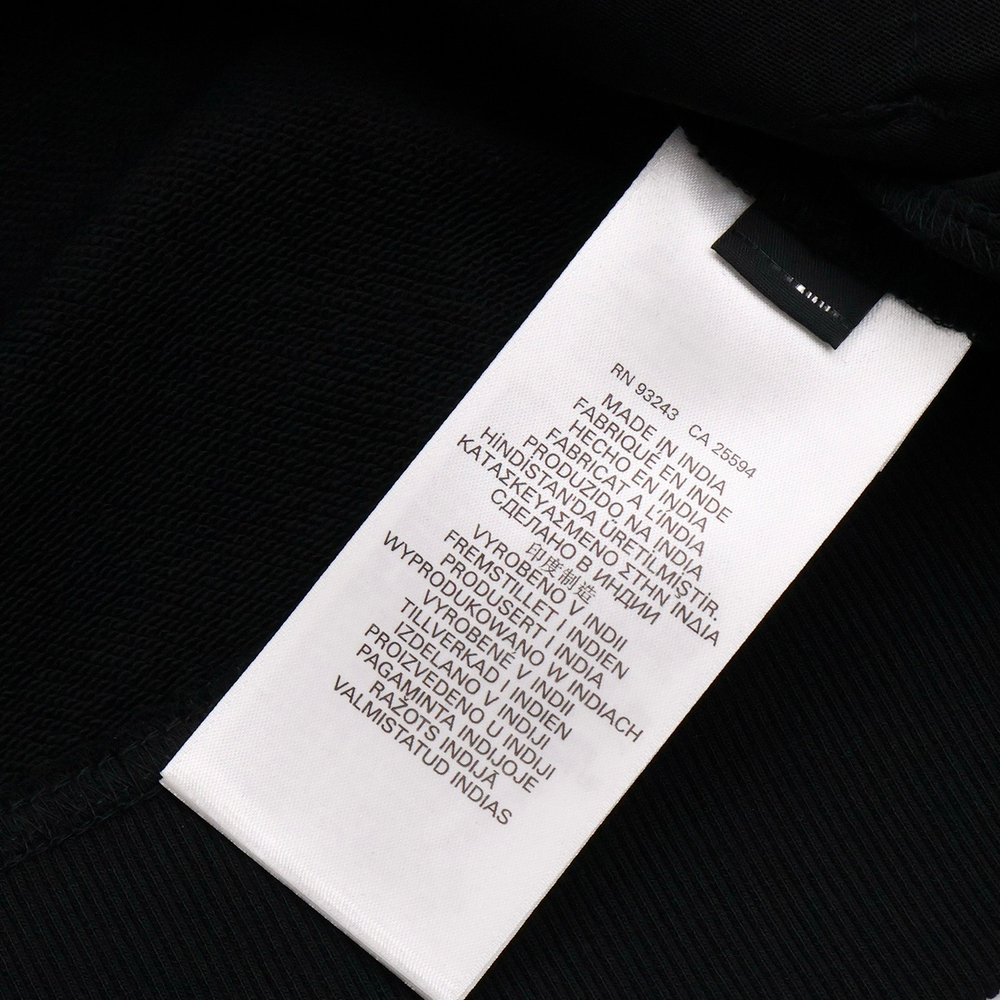 RN 93243 CA 25594
MADE IN INDIA
FABRIQUÉ EN INDE
HECHO EN INDIA
FABRICAT A L'ÍNDIA
PRODUZIDO NA INDIA
HİNDİSTAN'DA ÜRETİLMİŞTİR.
ΚΑΤΑΣΚΕΥΑΣΜΕΝΟ ΣΤΗΝ ΙΝΔΙΑ
СДЕЛАНО В ИНДИИ
印度制造
VYROBENO V INDII
FREMSTILLET I INDIEN
PRODUSERT I INDIA
WYPRODUKOWANO W INDIACH
VYROBENÉ V INDII
TILLVERKAD I INDIEN
IZDELANO V INDIJI
PROIZVEDENO U INDIJI
PAGAMINTA INDIJOJE
RAŽOTS INDIJĀ
VALMISTATUD INDIAS